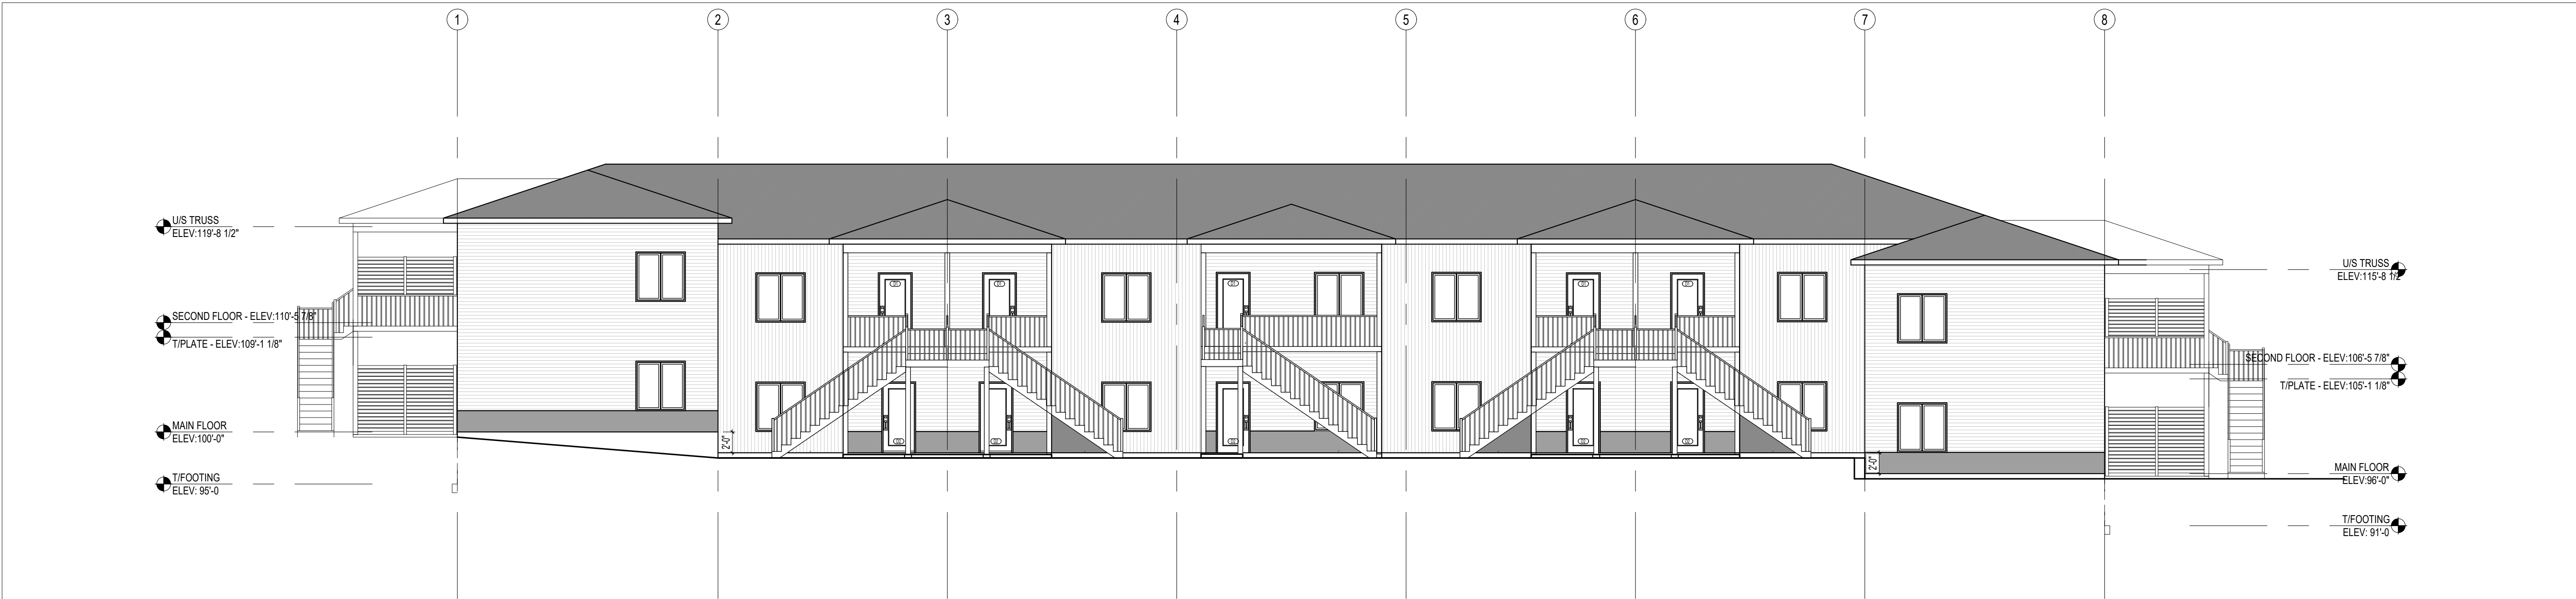 1
2
3
4
5
6
7
8
U/S TRUSS
ELEV:119'-8 1/2"
SECOND FLOOR - ELEV:110'-5 7/8"
T/PLATE - ELEV:109'-1 1/8"
MAIN FLOOR
ELEV:100'-0"
T/FOOTING
ELEV: 95'-0
2'-0"
2'-0"
U/S TRUSS
ELEV:115'-8 1/2
SECOND FLOOR - ELEV:106'-5 7/8"
T/PLATE - ELEV:105'-1 1/8"
MAIN FLOOR
ELEV:96'-0"
T/FOOTING
ELEV: 91'-0